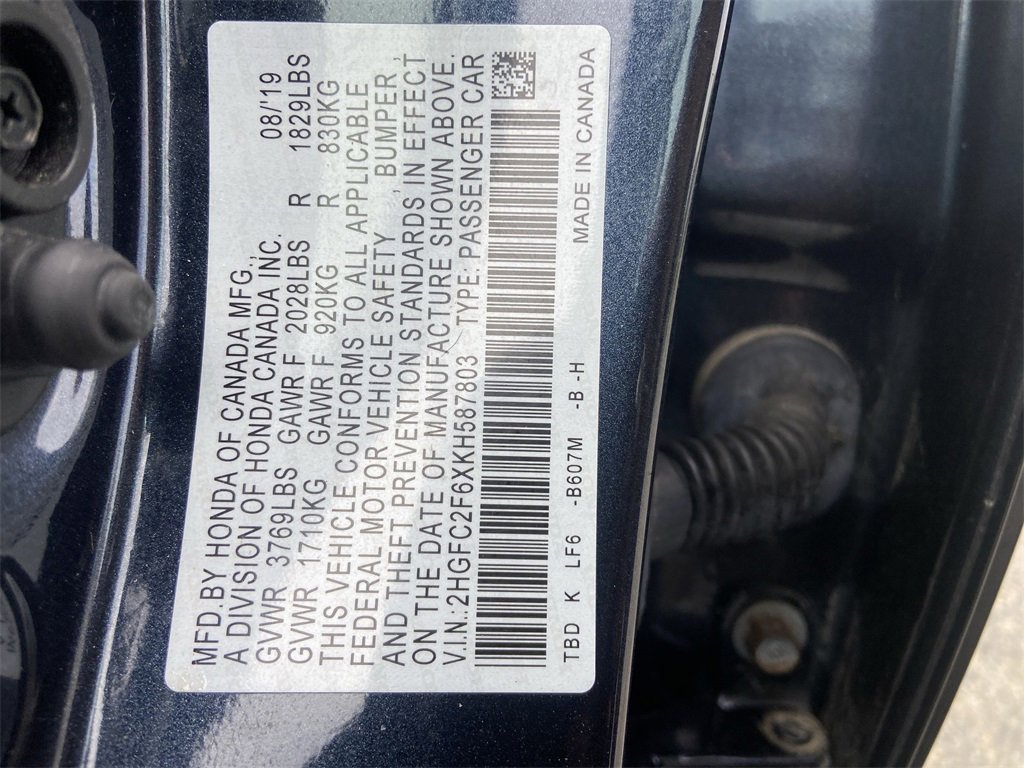 MFD.BY HONDA OF CANADA MFG.,
A DIVISION OF HONDA CANADA INC. 08/'19
GVWR 3769LBS GAWR F 2028LBS R 1829LBS
GVWR 1710KG GAWR F 920KG R 830KG
THIS VEHICLE CONFORMS TO ALL APPLICABLE
FEDERAL MOTOR VEHICLE SAFETY, BUMPER,
AND THEFT PREVENTION STANDARDS, IN EFFECT
ON THE DATE OF MANUFACTURE SHOWN ABOVE.
V.I.N.:2HGFC2F6XKH587803 TYPE: PASSENGER CAR
TBD K LF6 -B607M -B -H MADE IN CANADA